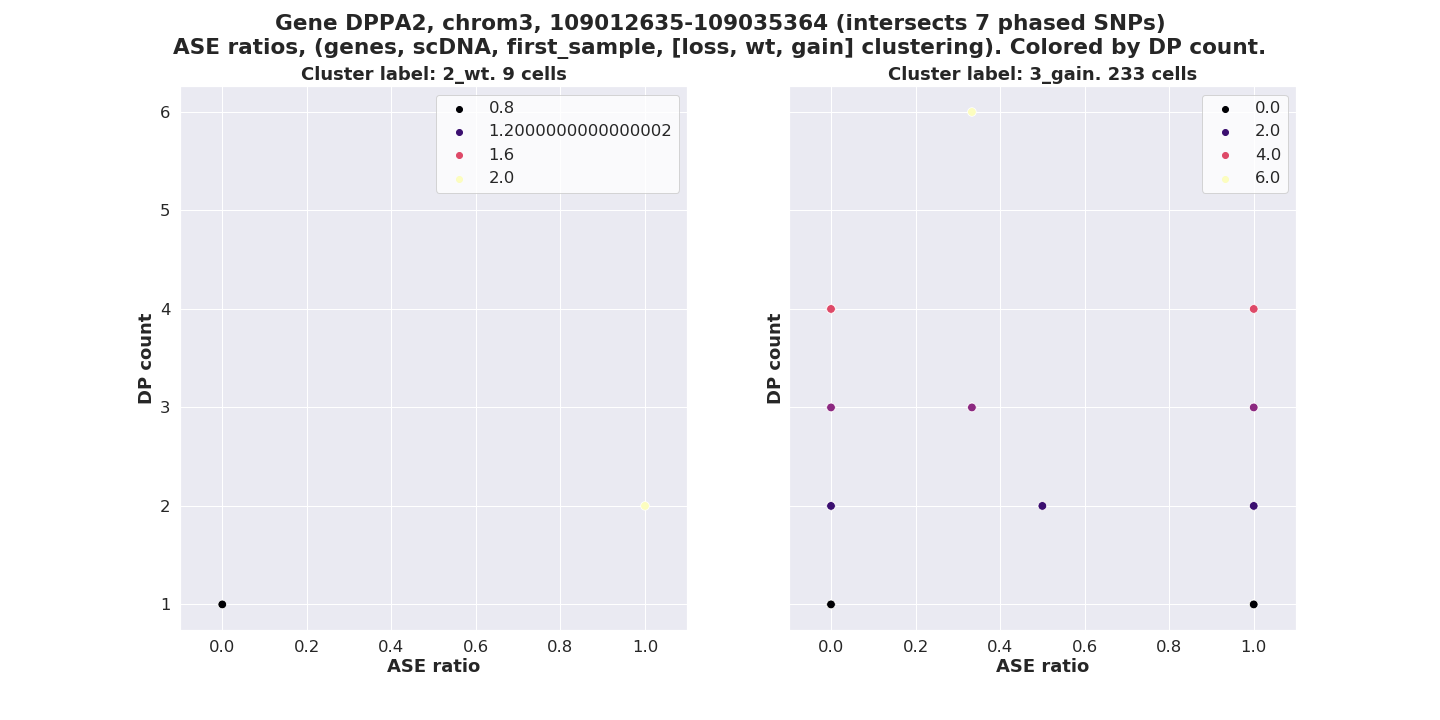 Gene DPPA2, chrom3, 109012635-109035364 (intersects 7 phased SNPs)
ASE ratios, (genes, scDNA, first_sample, [loss, wt, gain] clustering). Colored by DP count.
Cluster label: 2_wt. 9 cells
0.8
1.2000000000000002
1.6
2.0
6
5
4
3
2
1
DP count
0.0 0.2 0.4 0.6 0.8 1.0
ASE ratio
Cluster label: 3_gain. 233 cells
0.0
2.0
4.0
6.0
DP count
0.0 0.2 0.4 0.6 0.8 1.0
ASE ratio